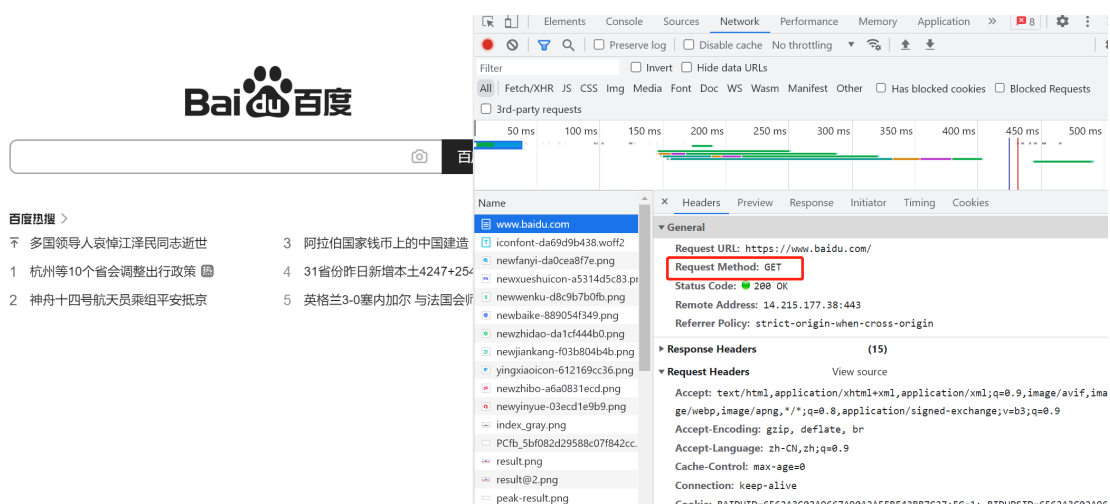 Bai du 百度
百度热搜 >
多国领导人哀悼江泽民同志逝世
3 阿拉伯国家钱币上的中国建造
1 杭州等10个省会调整出行政策 热
4 31省份昨日新增本土4247+254
2 神舟十四号航天员乘组平安抵京
5 英格兰3-0塞内加尔 与法国会师
Elements Console Sources Network Performance Memory Application » 8
Preserve log Disable cache No throttling
Filter Invert Hide data URLs
All Fetch/XHR JS CSS Img Media Font Doc WS Wasm Manifest Other Has blocked cookies Blocked Requests
3rd-party requests
50 ms 100 ms 150 ms 200 ms 250 ms 300 ms 350 ms 400 ms 450 ms 500 ms
Name
www.baidu.com
iconfont-da69d9b438.woff2
newfanyi-da0cea8f7e.png
newxueshuicon-a5314d5c83.pr
newwenku-d8c9b7b0fb.png
newbaike-889054f349.png
newzhidao-da1cf444b0.png
newjiankang-f03b804b4b.png
yingxiaoicon-612169cc36.png
newzhibo-a6a0831ecd.png
newyinyue-03ecd1e9b9.png
index_gray.png
PCfb_5bf082d29588c07f842cc.
result.png
result@2.png
peak-result.png
× Headers Preview Response Initiator Timing Cookies
General
Request URL: https://www.baidu.com/
Request Method: GET
Status Code: 200 OK
Remote Address: 14.215.177.38:443
Referrer Policy: strict-origin-when-cross-origin
Response Headers (15)
Request Headers View source
Accept: text/html,application/xhtml+xml,application/xml;q=0.9,image/avif,ima
ge/webp,image/apng,*/*;q=0.8,application/signed-exchange;v=b3;q=0.9
Accept-Encoding: gzip, deflate, br
Accept-Language: zh-CN,zh;q=0.9
Cache-Control: max-age=0
Connection: keep-alive